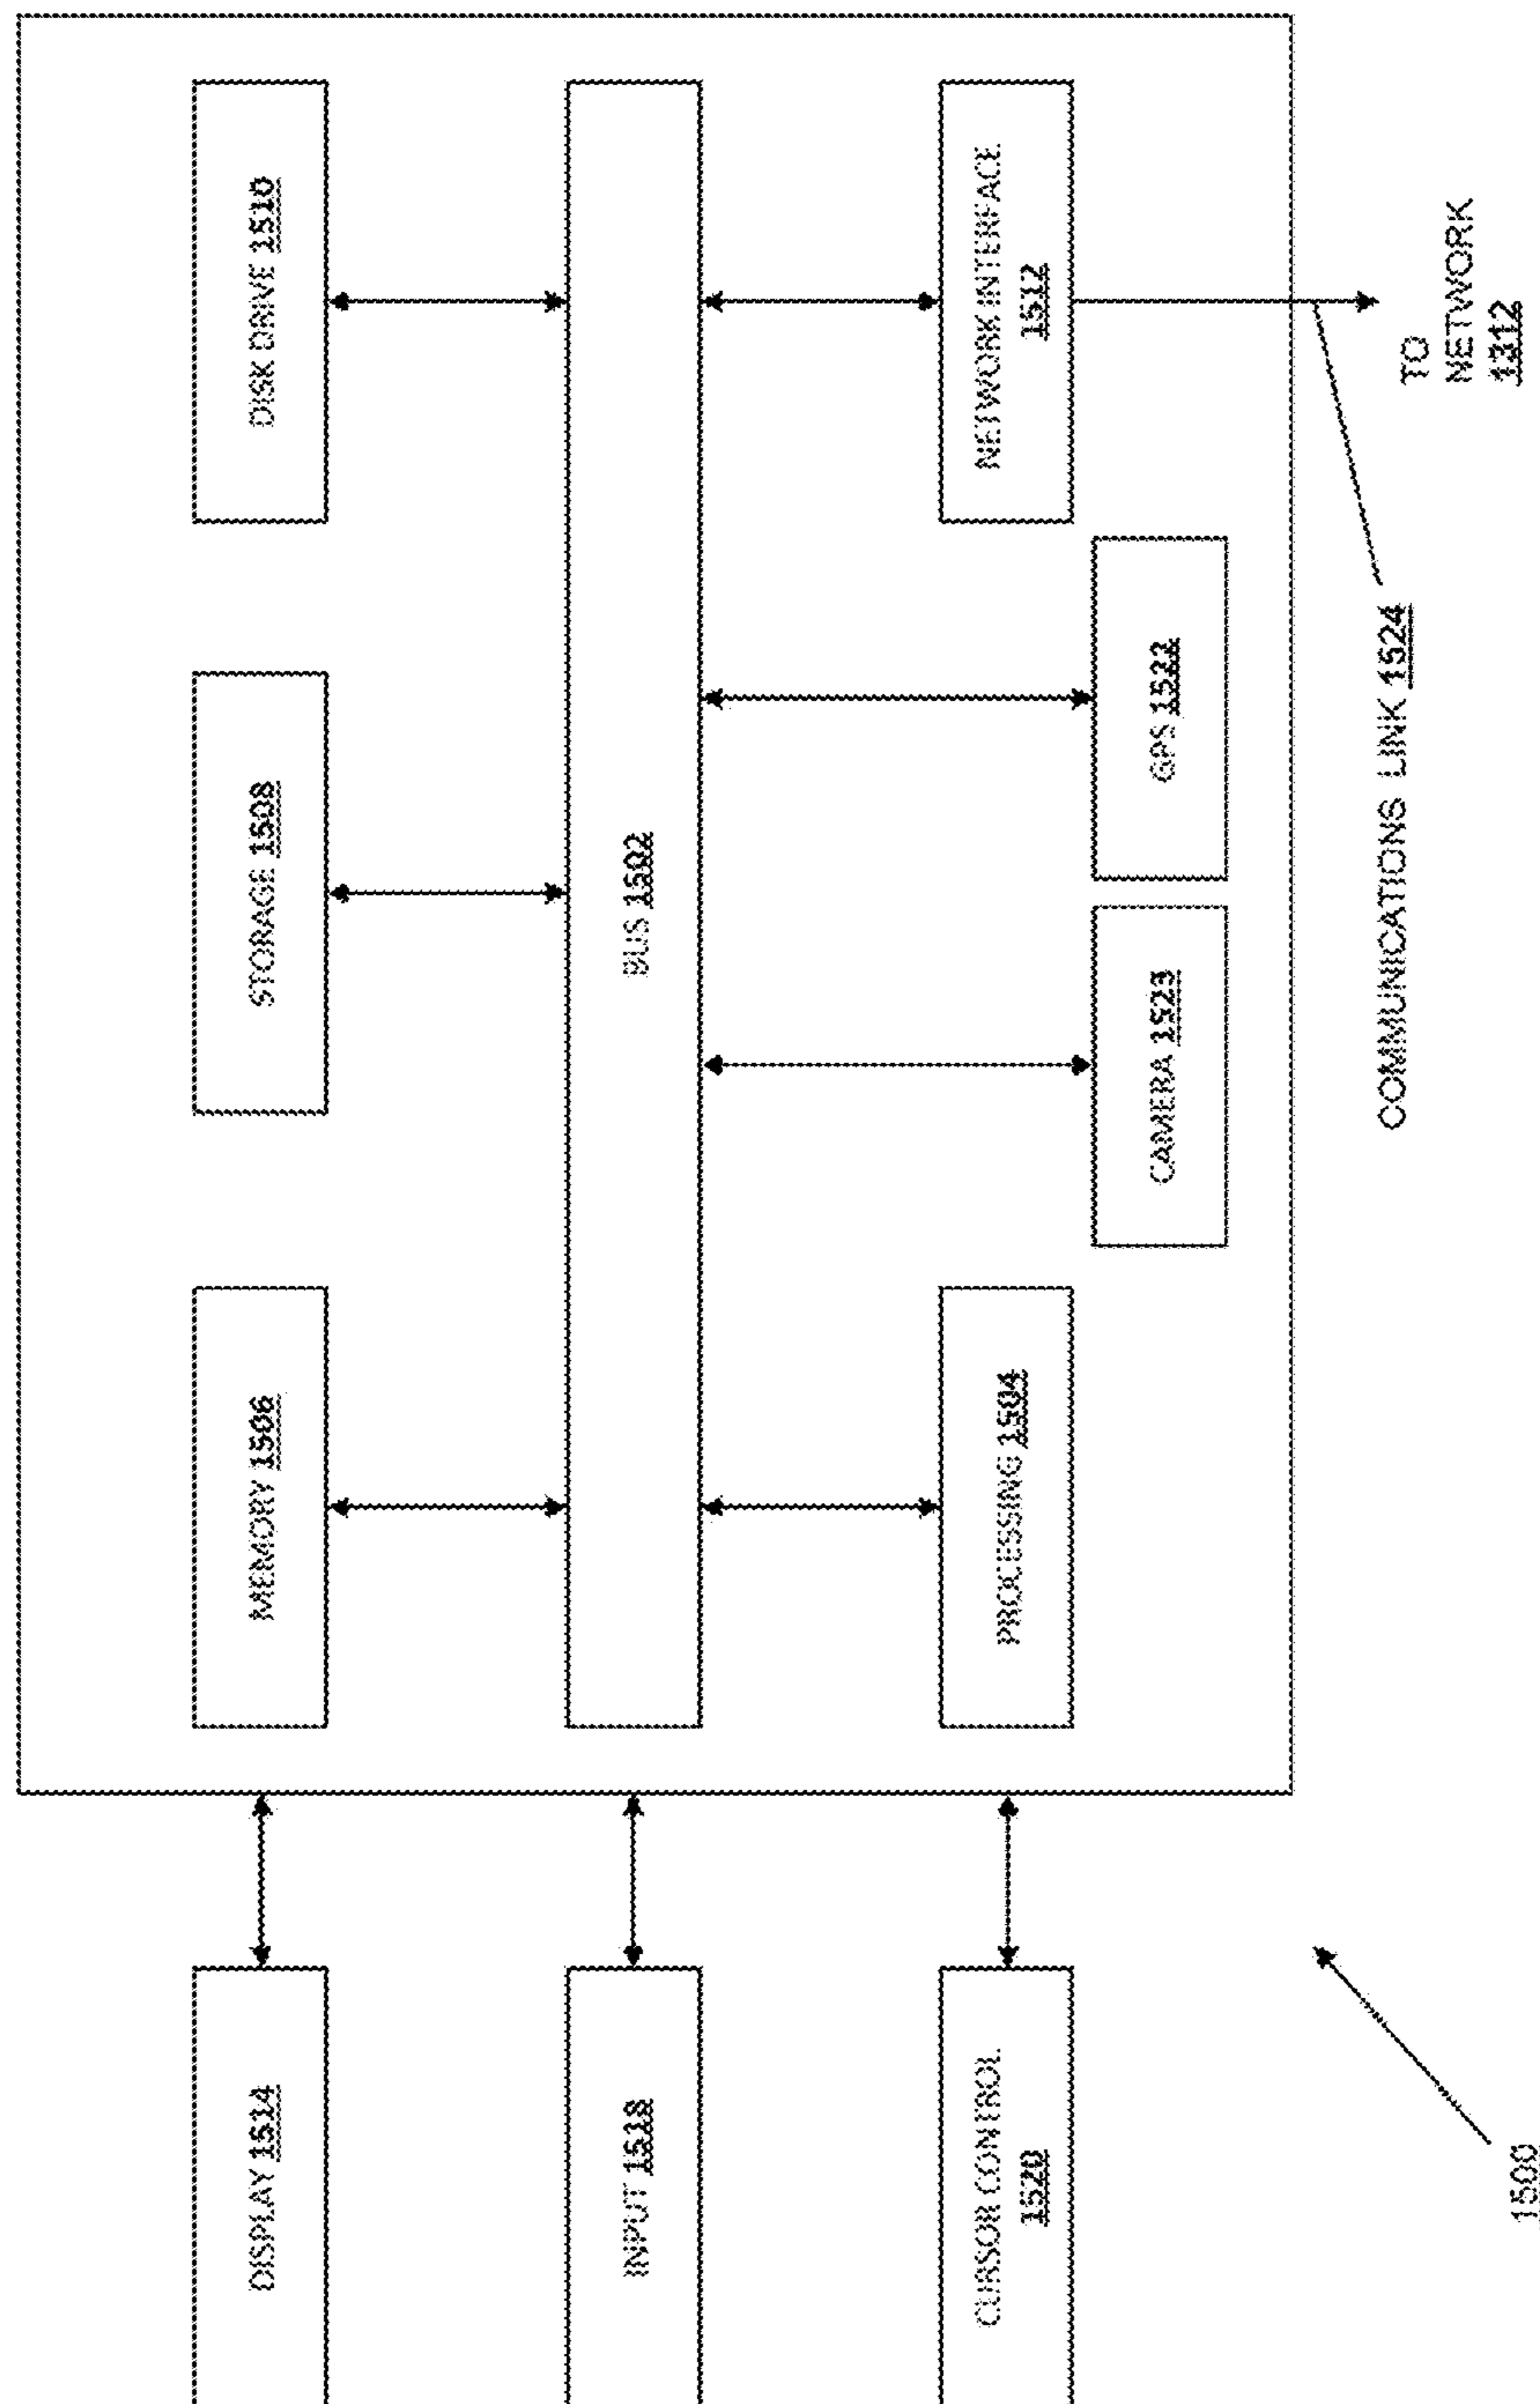 DISPLAY 1514
MEMORY 1506
STORAGE 1508
DISK DRIVE 1510
INPUT 1518
BUS 1502
CURSOR CONTROL
1520
PROCESSING 1504
NETWORK INTERFACE
1512
CAMERA 1523
GPS 1522
COMMUNICATIONS LINK 1524
TO
NETWORK
1312
1500